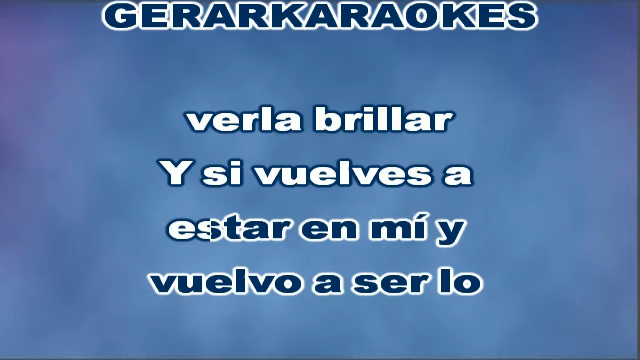 GERARKARAOKES
verla brillar
Y si vuelves a
estar en mí y
vuelvo a ser lo